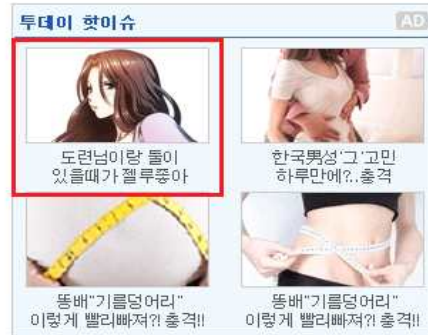 투데이 핫이슈
AD
도련님이랑 둘이
있을때가 젤루좋아
한국男성'그'고민
하루만에?..충격
똥배"기름덩어리"
이렇게 빨리빠져?! 충격!!
똥배"기름덩어리"
이렇게 빨리빠져?! 충격!!